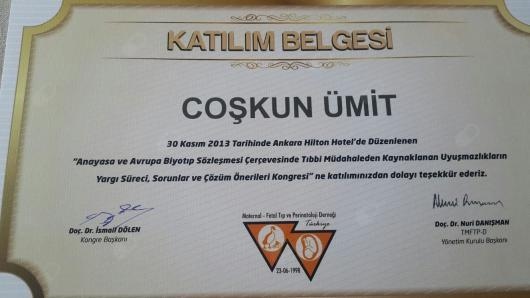 KATILIM BELGESİ
COŞKUN ÜMİT
30 Kasım 2013 Tarihinde Ankara Hilton Hotel'de Düzenlenen
"Anayasa ve Avrupa Biyotıp Sözleşmesi Çerçevesinde Tıbbi Müdahaleden Kaynaklanan Uyuşmazlıkların
Yargı Süreci, Sorunlar ve Çözüm Önerileri Kongresi" ne katılımınızdan dolayı teşekkür ederiz.
Doç. Dr. İsmail DÖLEN
Kongre Başkanı
Maternal - Fetal Tıp ve Perinatoloji Derneği
Türkiye
23-06-1998
Doç. Dr. Nuri DANIŞMAN
TMFTP-D
Yönetim Kurulu Başkanı